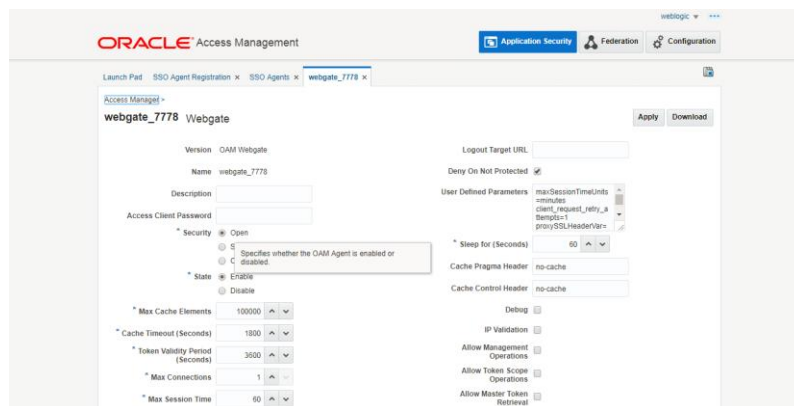 weblogic
ORACLE Access Management
Application Security
Federation
Configuration
Launch Pad
SSO Agent Registration ×
SSO Agents ×
webgate_7778 ×
Access Manager >
webgate_7778 Webgate
Apply
Download
Version OAM Webgate
Name webgate_7778
Description
Access Client Password
* Security Open
S
C
Specifies whether the OAM Agent is enabled or
disabled.
* State Enable
Disable
* Max Cache Elements 100000
* Cache Timeout (Seconds) 1800
* Token Validity Period
(Seconds) 3600
* Max Connections 1
* Max Session Time 60
Logout Target URL
Deny On Not Protected
User Defined Parameters
maxSessionTimeUnits
=minutes
client_request_retry_a
ttempts=1
proxySSLHeaderVar=
* Sleep for (Seconds) 60
Cache Pragma Header no-cache
Cache Control Header no-cache
Debug
IP Validation
Allow Management
Operations
Allow Token Scope
Operations
Allow Master Token
Retrieval